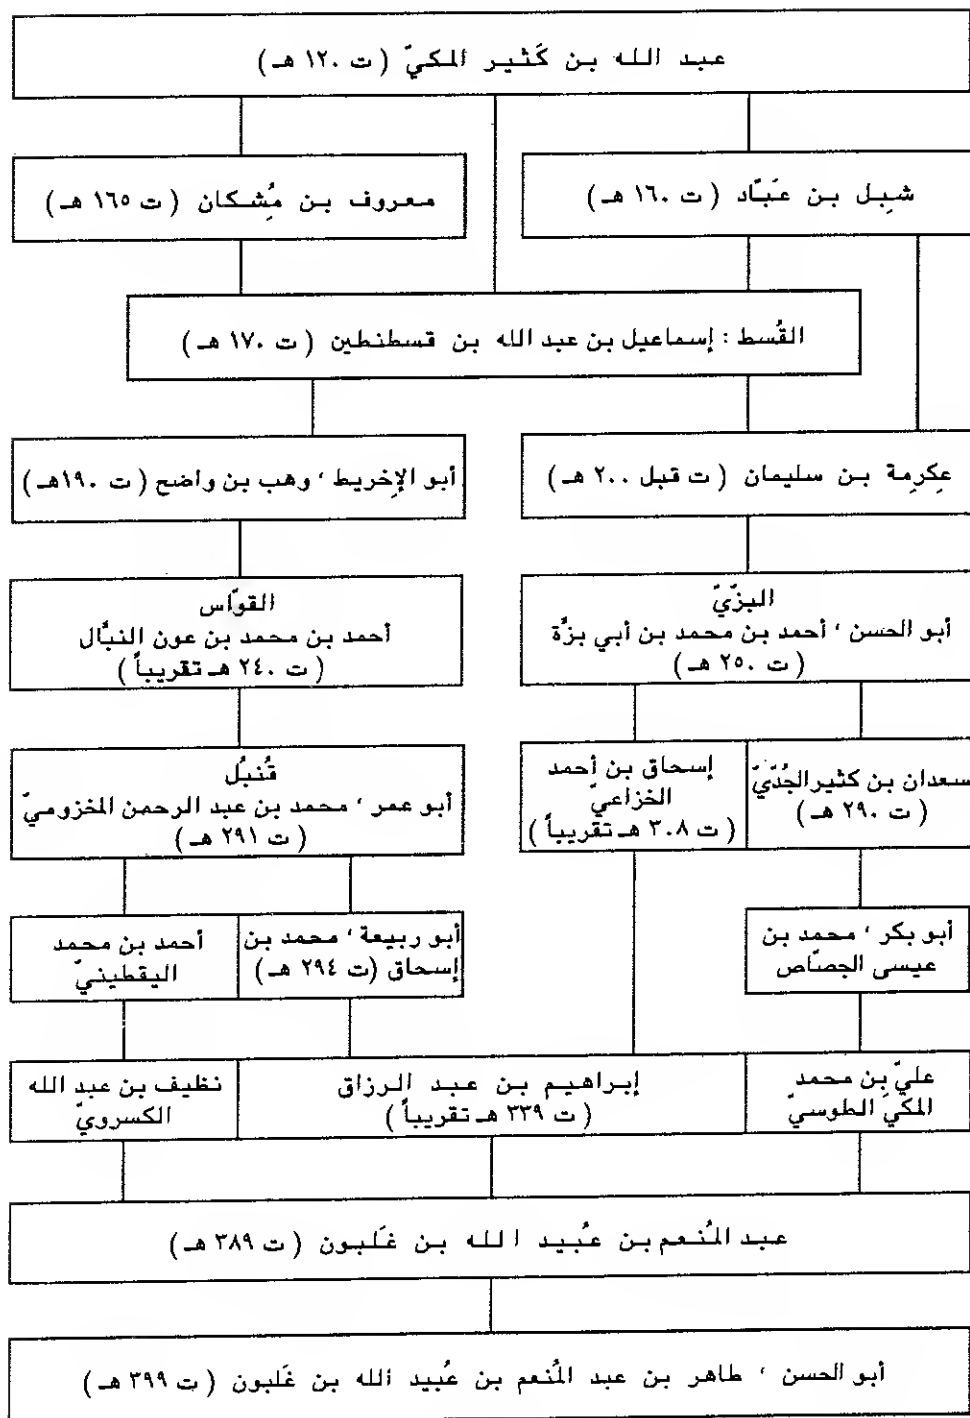 عبد الله بن كَثير المكيّ (ت ١٢٠ هـ)
شِبل بن عَبّاد (ت ١٦٠ هـ)
معروف بن مُشِكان (ت ١٦٥ هـ)
القُسط : إسماعيل بن عبد الله بن قسطنطين (ت ١٧٠ هـ)
عِكرِمة بن سليمان (ت قبل ٢٠٠ هـ)
أبو الإخريط ، وهب بن واضح (ت ١٩٠هـ)
البزّيّ
أبو الحسن ، أحمد بن محمد بن أبي بزّة
(ت ٢٥٠ هـ)
القوّاس
أحمد بن محمد بن عون النبّال
(ت ٢٤٠ هـ تقريباً)
سعدان بن كثير الجُدّيّ
(ت ٢٩٠ هـ)
إسحاق بن أحمد
الخزاعيّ
(ت ٣٠٨ هـ تقريباً)
قُنبُل
أبو عمر ، محمد بن عبد الرحمن المخزوميّ
(ت ٢٩١ هـ)
أبو بكر ، محمد بن
عيسى الجصّاص
أبو ربيعة ، محمد بن
إسحاق (ت ٢٩٤ هـ)
أحمد بن محمد
اليقطينيّ
عليّ بن محمد
المكّي الطوسيّ
إبراهيم بن عبد الرزاق
(ت ٣٣٩ هـ تقريباً)
نظيف بن عبد الله
الكسرويّ
عبد المُنعم بن عُبيد الله بن غَلبون (ت ٣٨٩ هـ)
أبو الحسن ، طاهر بن عبد المُنعم بن عُبيد الله بن غَلبون (ت ٣٩٩ هـ)